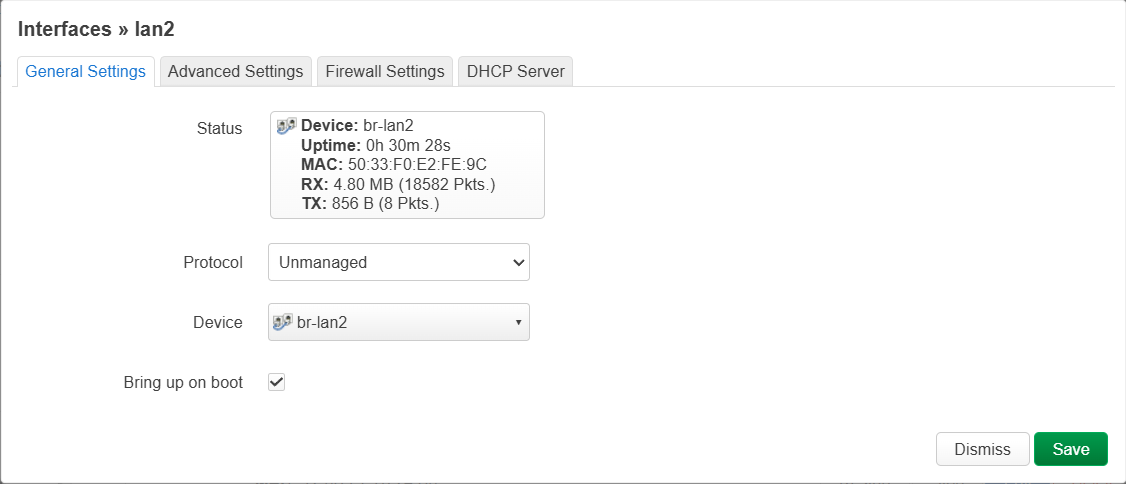 Interfaces » lan2
General Settings
Advanced Settings
Firewall Settings
DHCP Server
Status
Device: br-lan2
Uptime: 0h 30m 28s
MAC: 50:33:F0:E2:FE:9C
RX: 4.80 MB (18582 Pkts.)
TX: 856 B (8 Pkts.)
Protocol
Unmanaged
Device
br-lan2
Bring up on boot
Dismiss
Save